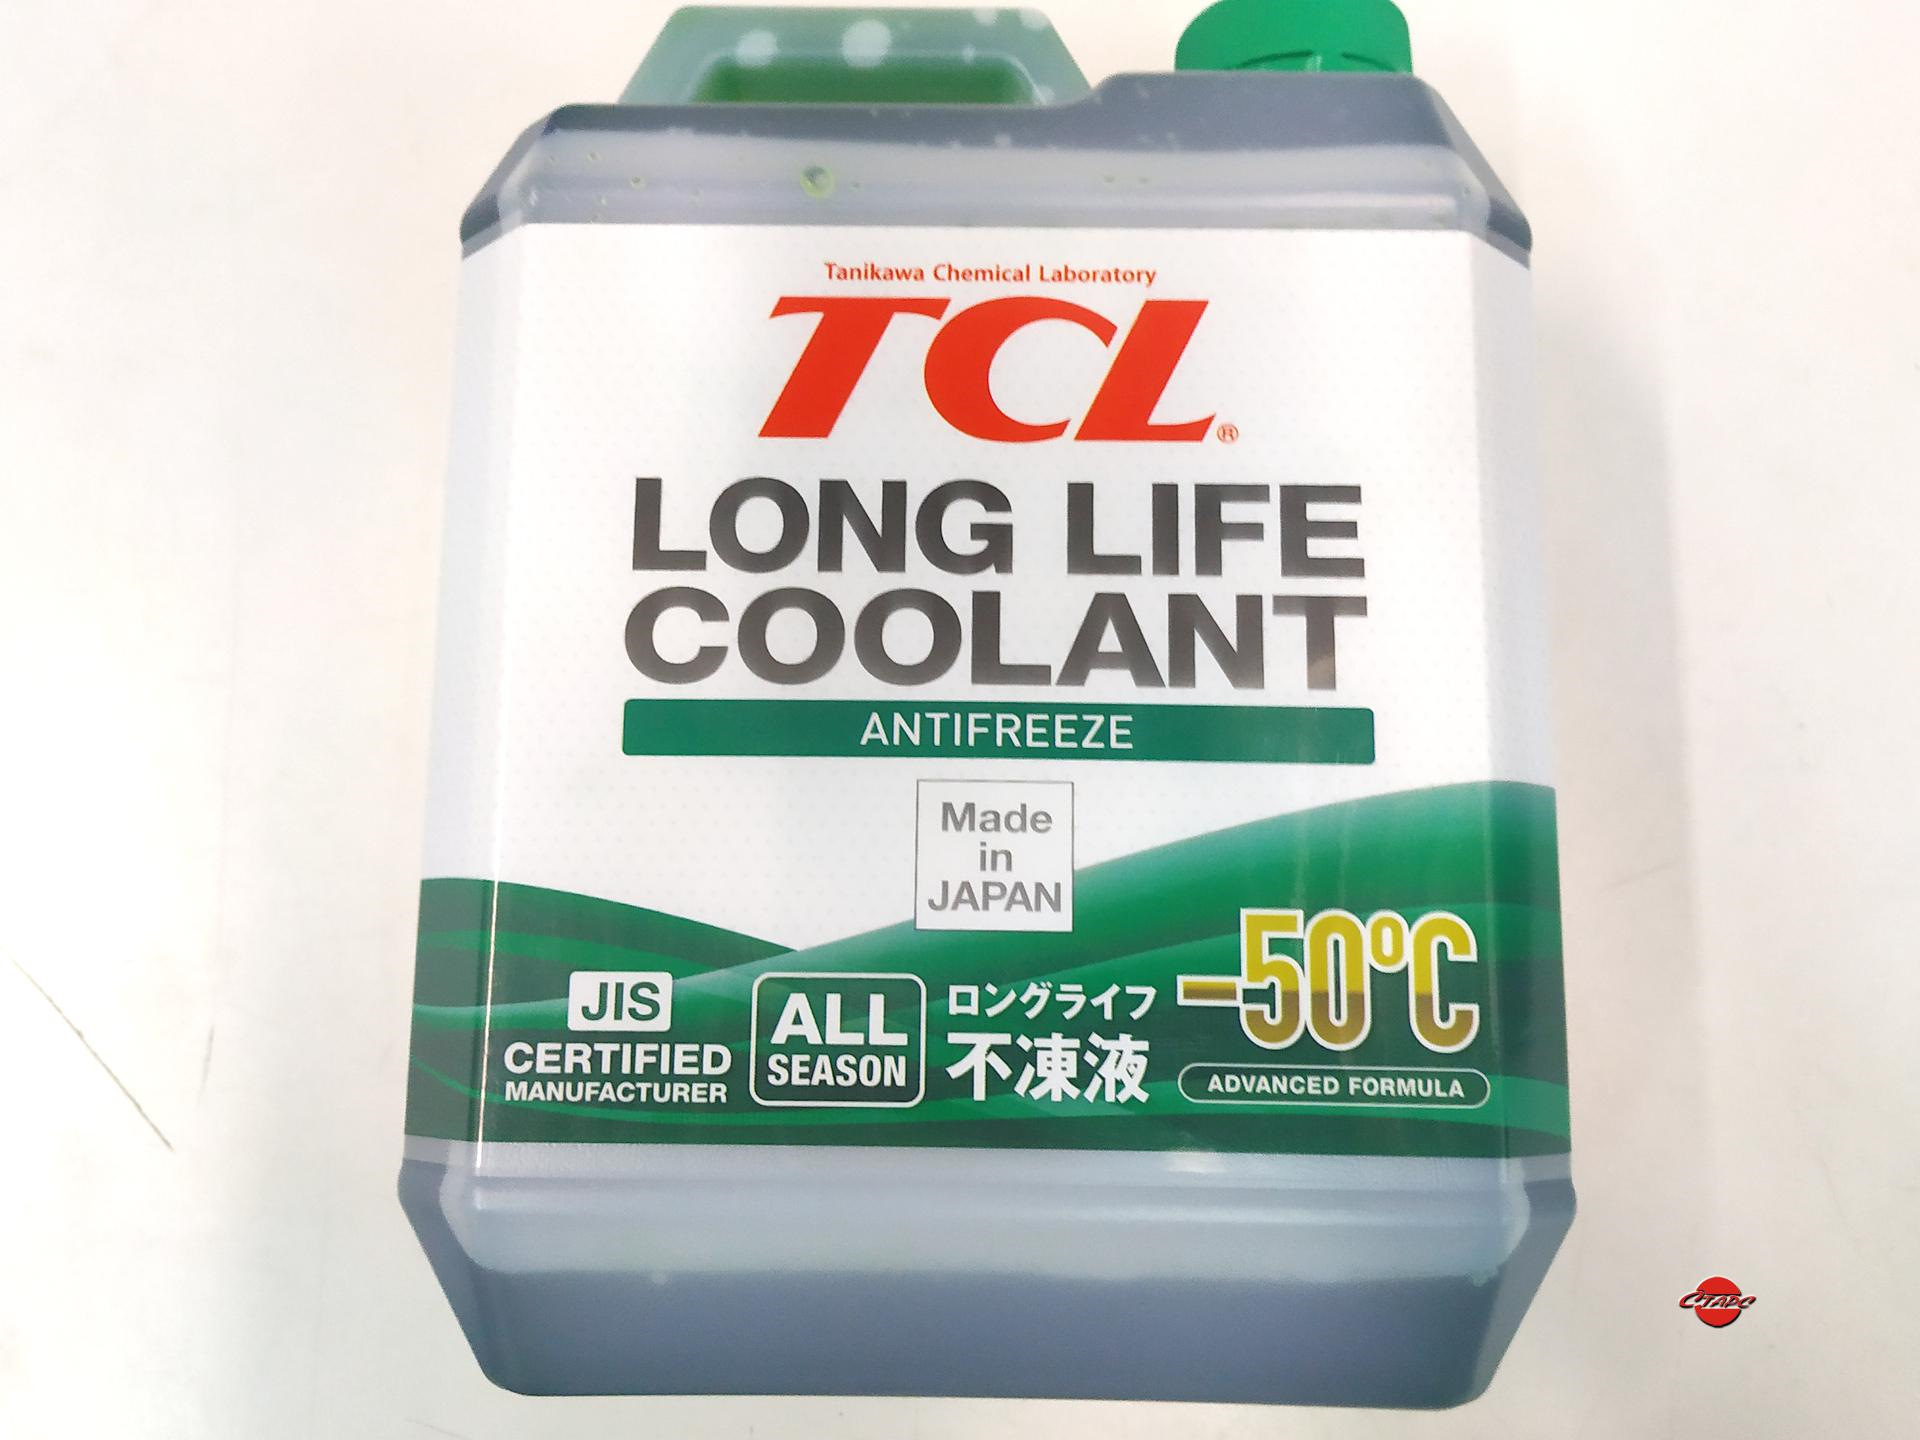 Tanikawa Chemical Laboratory
TCL®
LONG LIFE
COOLANT
ANTIFREEZE
Made
in
JAPAN
JIS
CERTIFIED
MANUFACTURER
ALL
SEASON
ロングライフ
不凍液
-50°C
ADVANCED FORMULA
СТАРС